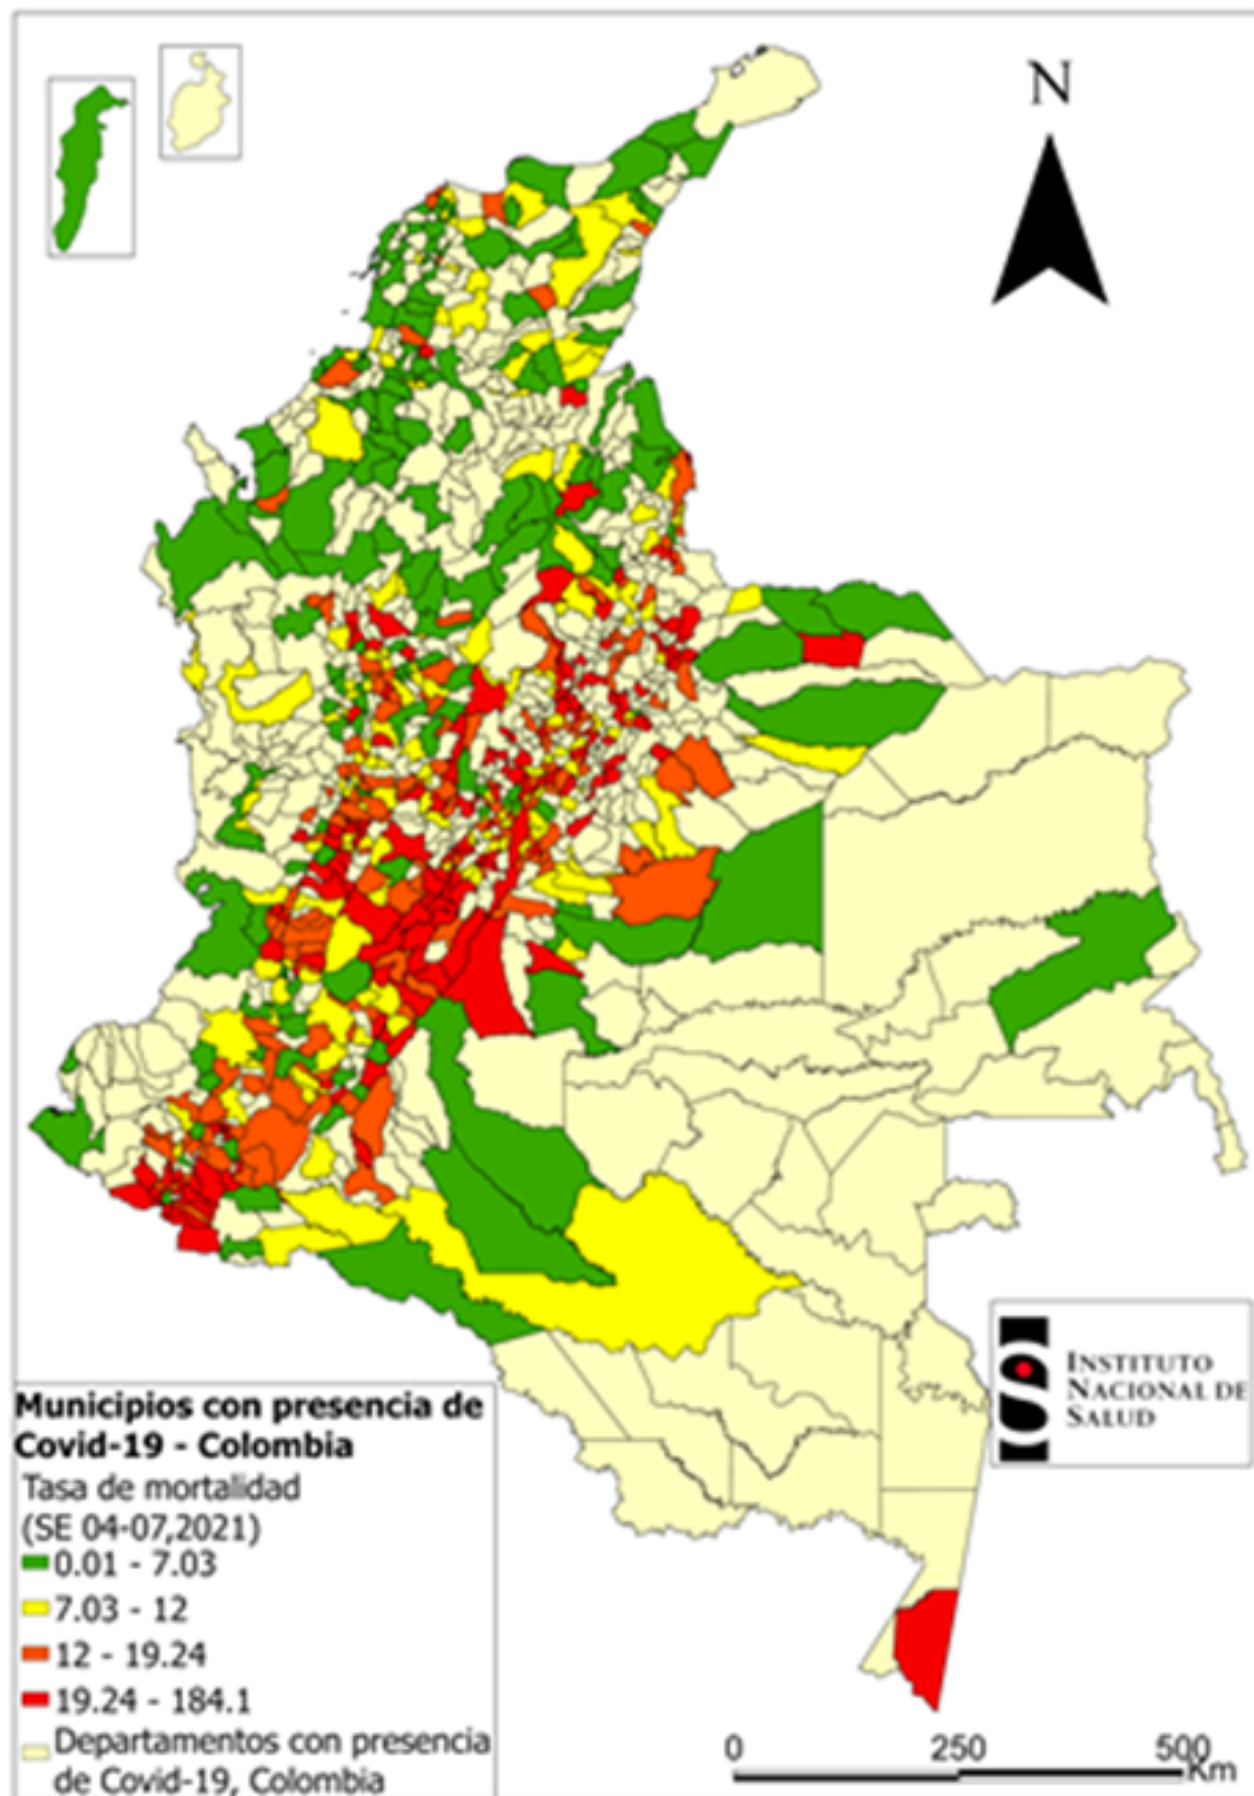 N
INSTITUTO
NACIONAL DE
SALUD
Municipios con presencia de
Covid-19 - Colombia
Tasa de mortalidad
(SE 04-07,2021)
0.01 - 7.03
7.03 - 12
12 - 19.24
19.24 - 184.1
Departamentos con presencia
de Covid-19, Colombia
0 250 500
Km